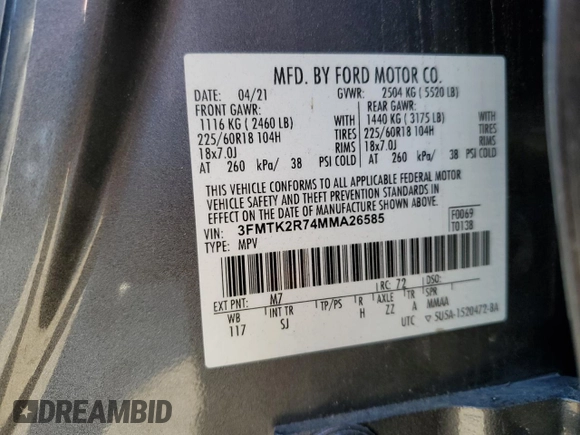 MFD. BY FORD MOTOR CO.
DATE: 04/21 GVWR: 2504 KG ( 5520 LB)
FRONT GAWR: REAR GAWR:
1116 KG ( 2460 LB) WITH 1440 KG ( 3175 LB) WITH
225/60R18 104H TIRES 225/60R18 104H TIRES
18x7.0J RIMS 18x7.0J RIMS
AT 260 kPa/ 38 PSI COLD AT 260 kPa/ 38 PSI COLD
THIS VEHICLE CONFORMS TO ALL APPLICABLE FEDERAL MOTOR
VEHICLE SAFETY AND THEFT PREVENTION STANDARDS IN
EFFECT ON THE DATE OF MANUFACTURE SHOWN ABOVE.
VIN: 3FMTK2R74MMA26585 F0069
TYPE: MPV T0138
EXT PNT: M7 RC: 72 DSO:
WB INT TR TP/PS R AXLE TR SPR
117 SJ H ZZ A MMAA
UTC 5U5A-1520472-BA
DREAMBID